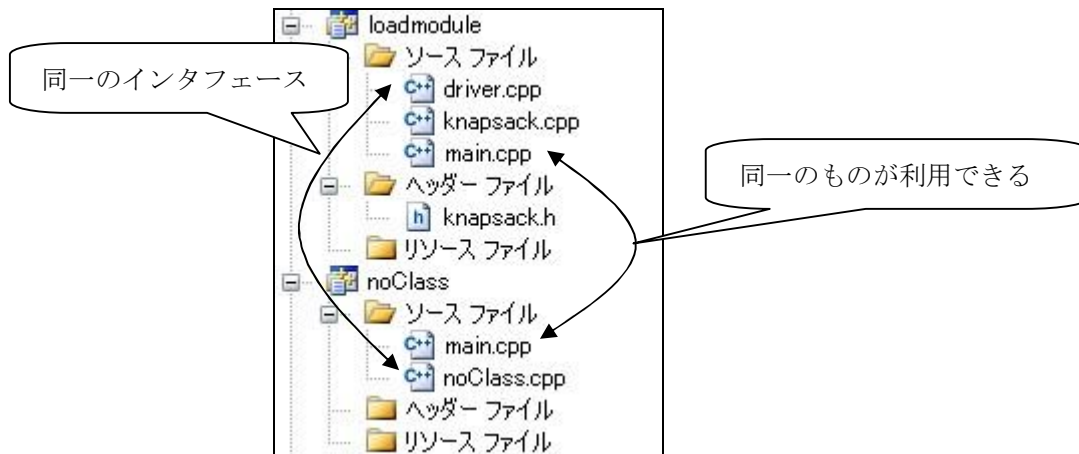 loadmodule
ソース ファイル
同一のインタフェース
driver.cpp
knapsack.cpp
main.cpp
同一のものが利用できる
ヘッダー ファイル
knapsack.h
リソース ファイル
noClass
ソース ファイル
main.cpp
noClass.cpp
ヘッダー ファイル
リソース ファイル